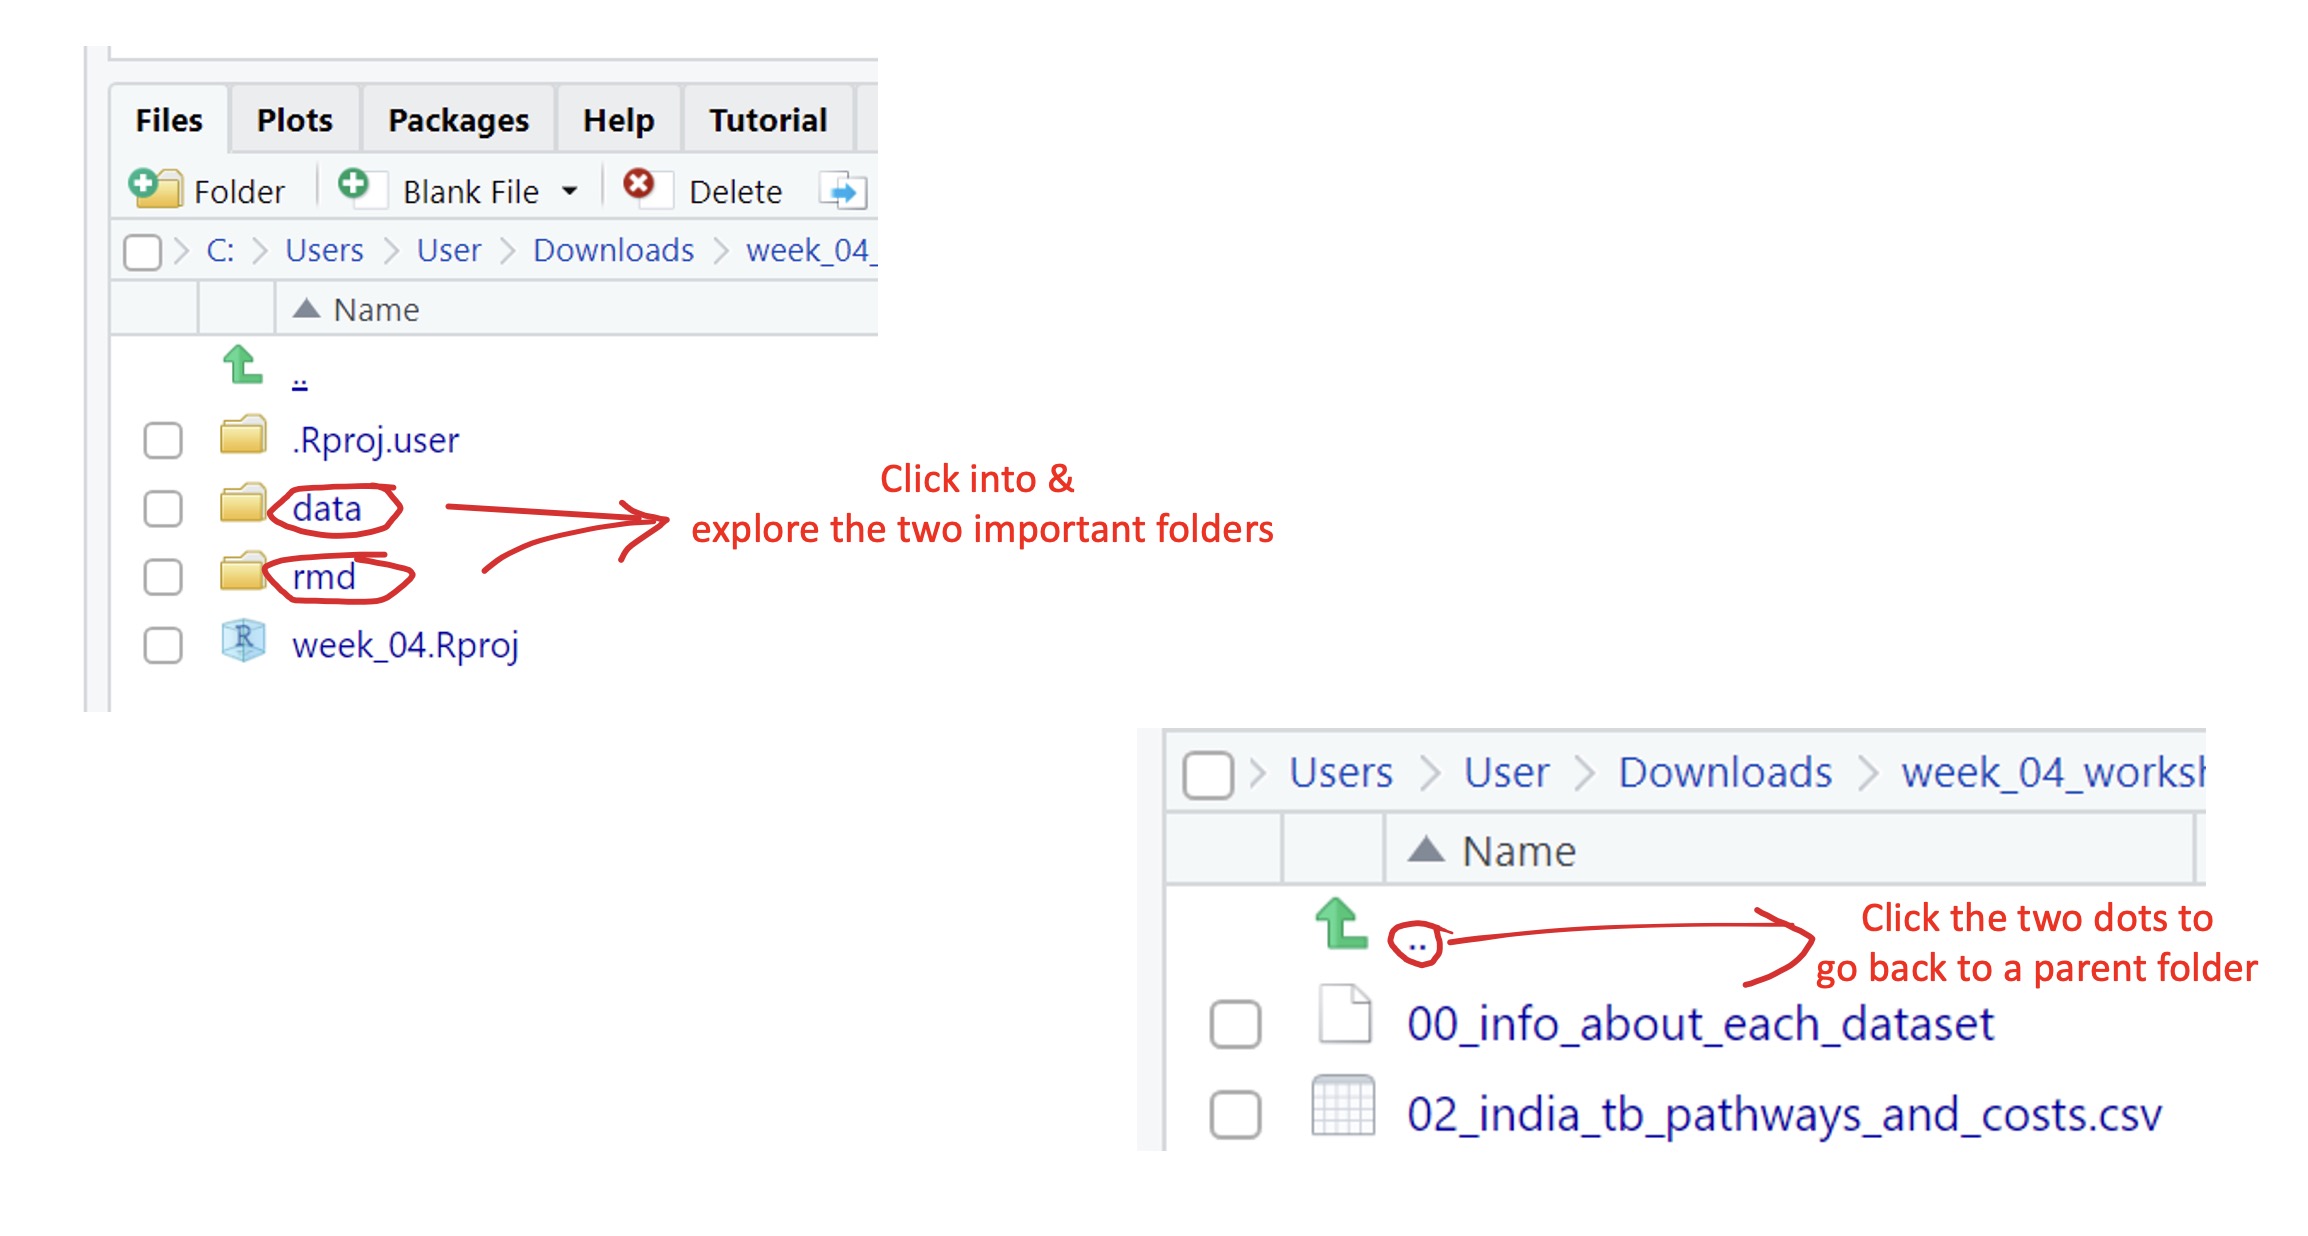 Files Plots Packages Help Tutorial
Folder Blank File Delete
C: Users User Downloads week_04_
Name
..
.Rproj.user
data
rmd
week_04.Rproj
Click into &
explore the two important folders
Users User Downloads week_04_works
Name
..
Click the two dots to
go back to a parent folder
00_info_about_each_dataset
02_india_tb_pathways_and_costs.csv